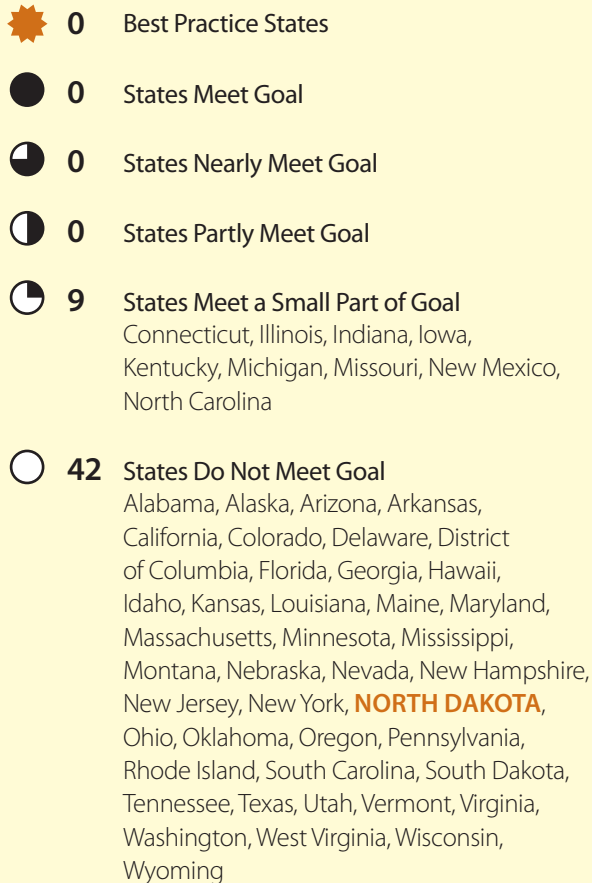 0 Best Practice States
0 States Meet Goal
0 States Nearly Meet Goal
0 States Partly Meet Goal
9 States Meet a Small Part of Goal
Connecticut, Illinois, Indiana, Iowa,
Kentucky, Michigan, Missouri, New Mexico,
North Carolina
42 States Do Not Meet Goal
Alabama, Alaska, Arizona, Arkansas,
California, Colorado, Delaware, District
of Columbia, Florida, Georgia, Hawaii,
Idaho, Kansas, Louisiana, Maine, Maryland,
Massachusetts, Minnesota, Mississippi,
Montana, Nebraska, Nevada, New Hampshire,
New Jersey, New York, NORTH DAKOTA,
Ohio, Oklahoma, Oregon, Pennsylvania,
Rhode Island, South Carolina, South Dakota,
Tennessee, Texas, Utah, Vermont, Virginia,
Washington, West Virginia, Wisconsin,
Wyoming